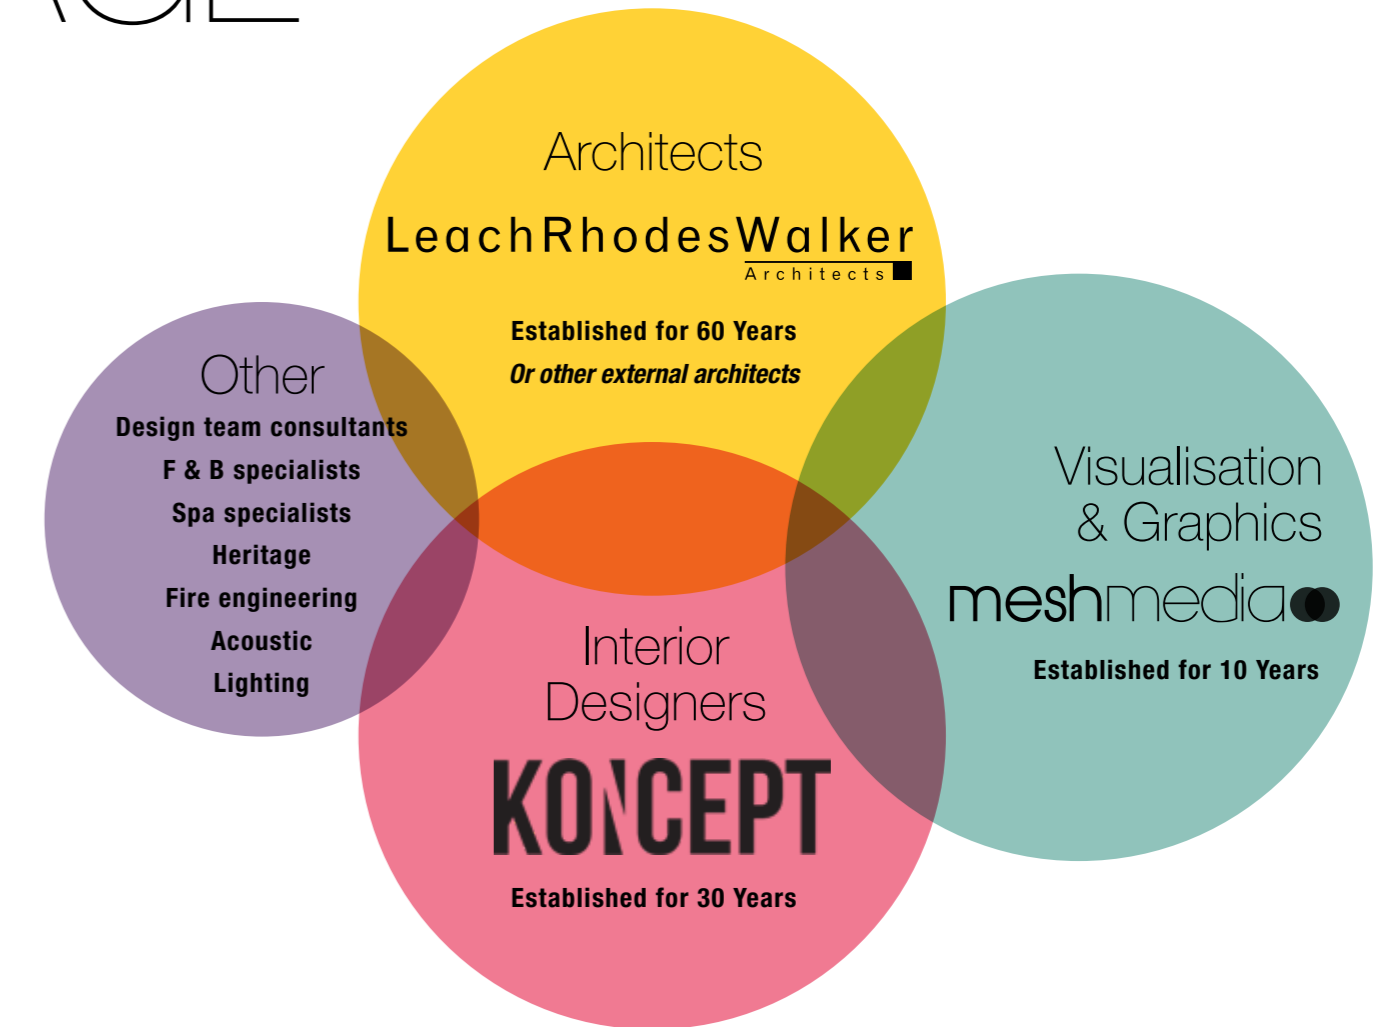 Architects
LeachRhodesWalker
Architects
Established for 60 Years
Or other external architects
Other
Design team consultants
F & B specialists
Spa specialists
Heritage
Fire engineering
Acoustic
Lighting
Visualisation
& Graphics
meshmedia
Established for 10 Years
Interior
Designers
KONCEPT
Established for 30 Years